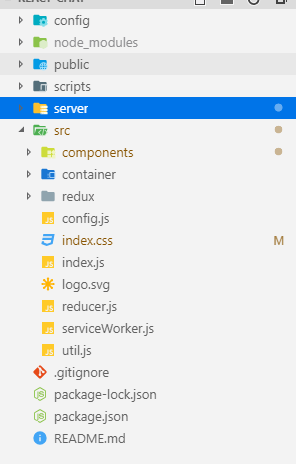 config
node_modules
public
scripts
server
src
components
container
redux
config.js
index.css M
index.js
logo.svg
reducer.js
serviceWorker.js
util.js
.gitignore
package-lock.json
package.json
README.md